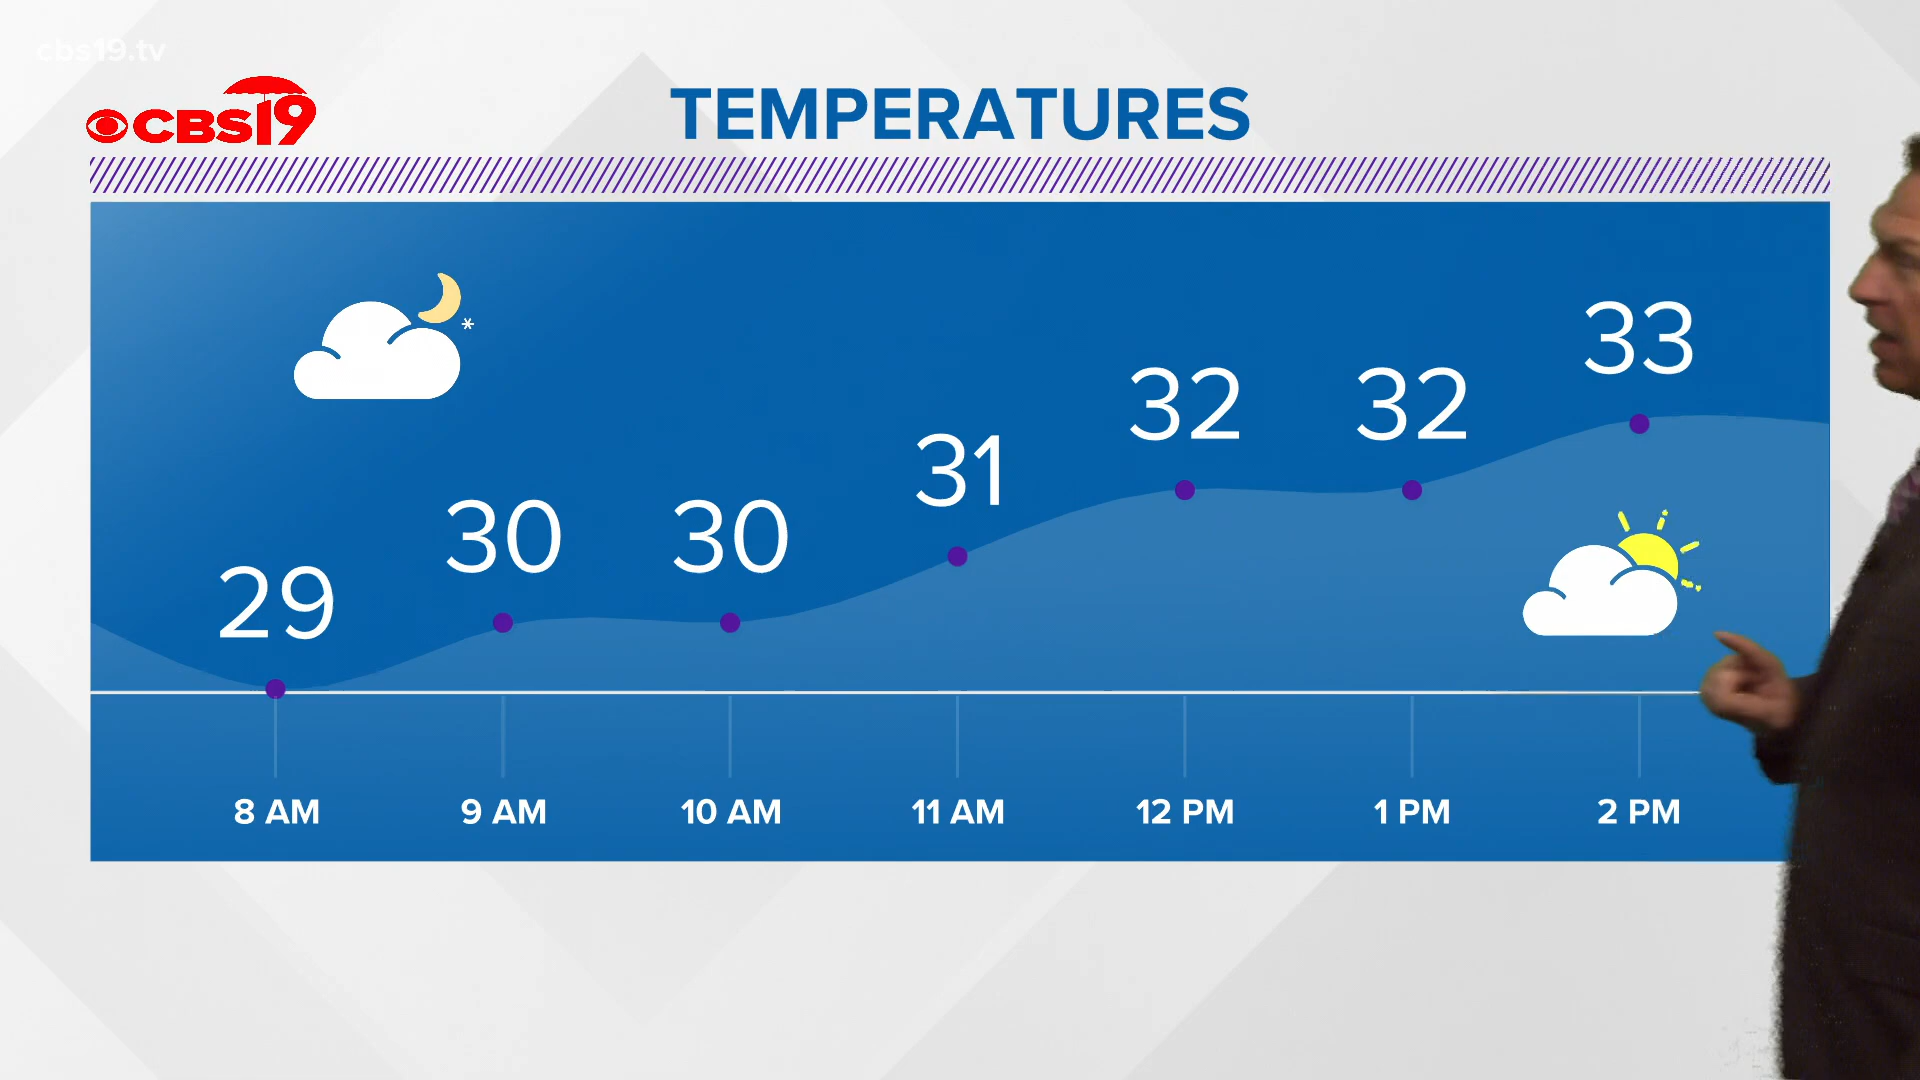 cbs19.tv
CBS19
TEMPERATURES
29 30 30 31 32 32 33
8 AM 9 AM 10 AM 11 AM 12 PM 1 PM 2 PM